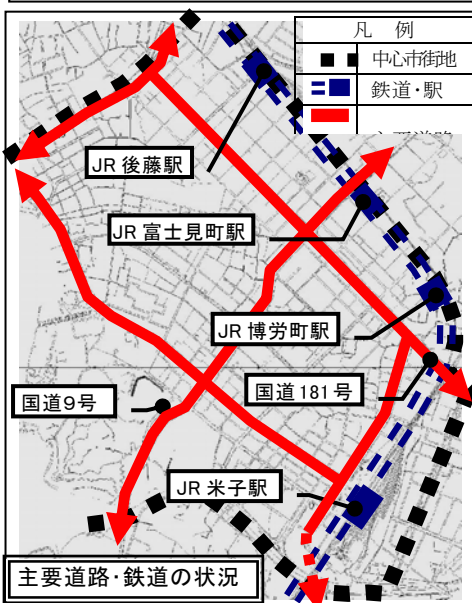 凡 例
中心市街地
鉄道・駅
JR 後藤駅
JR 富士見町駅
JR 博労町駅
国道181号
国道9号
JR 米子駅
主要道路・鉄道の状況